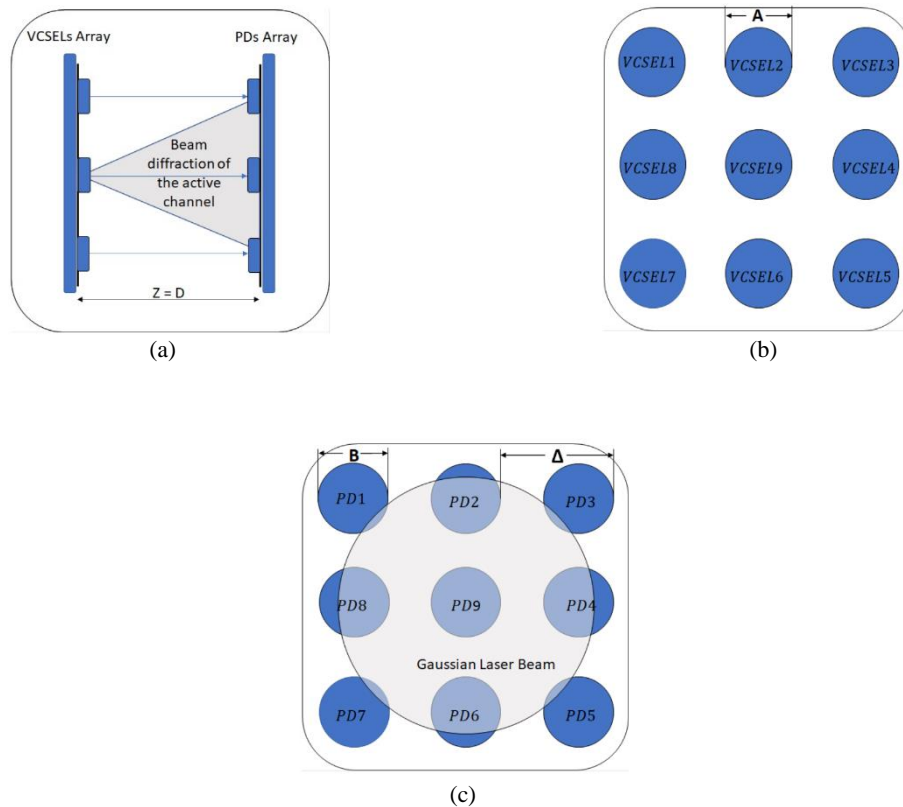 VCSELs Array
PDs Array
Beam
diffraction of
the active
channel
Z = D
(a)
A
VCSEL1
VCSEL2
VCSEL3
VCSEL8
VCSEL9
VCSEL4
VCSEL7
VCSEL6
VCSEL5
(b)
B
Δ
PD1
PD2
PD3
PD8
PD9
PD4
Gaussian Laser Beam
PD7
PD6
PD5
(c)